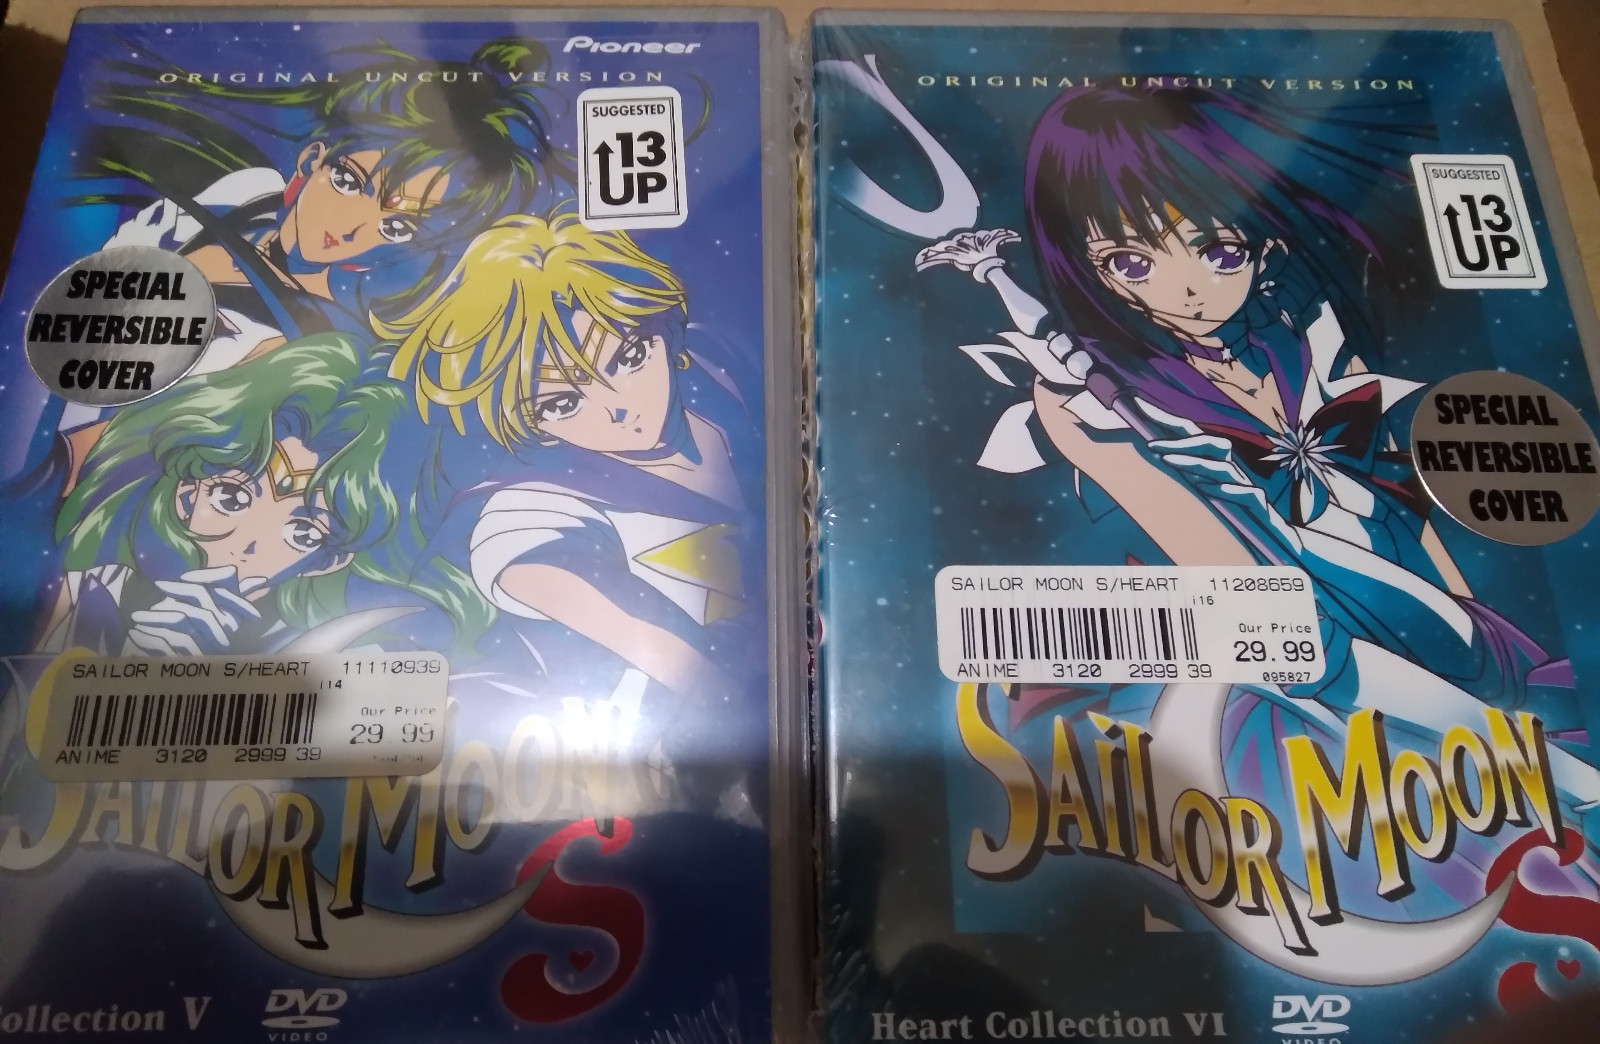 Pioneer
ORIGINAL UNCUT VERSION
SUGGESTED
13
UP
SPECIAL
REVERSIBLE
COVER
SAILOR MOON S/HEART 11110939
i14
Our Price
29.99
ANIME 3120 2999 39
SAILOR MOON
S
Collection V
DVD
VIDEO
ORIGINAL UNCUT VERSION
SUGGESTED
13
UP
SPECIAL
REVERSIBLE
COVER
SAILOR MOON S/HEART 11208659
i16
Our Price
29.99
ANIME 3120 2999 39
095827
SAILOR MOON
S
Heart Collection VI
DVD
VIDEO